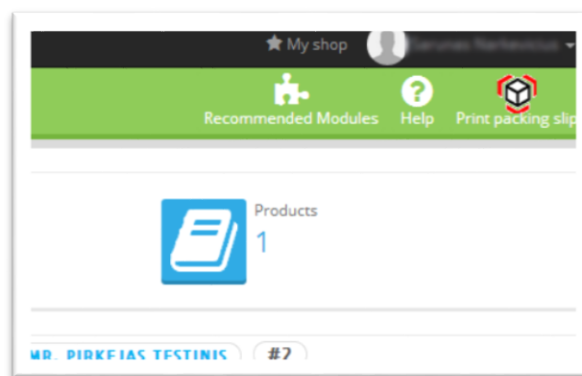 My shop
Recommended Modules Help Print packing slip
Products
1
MR. PIRKEJAS TESTINIS #2